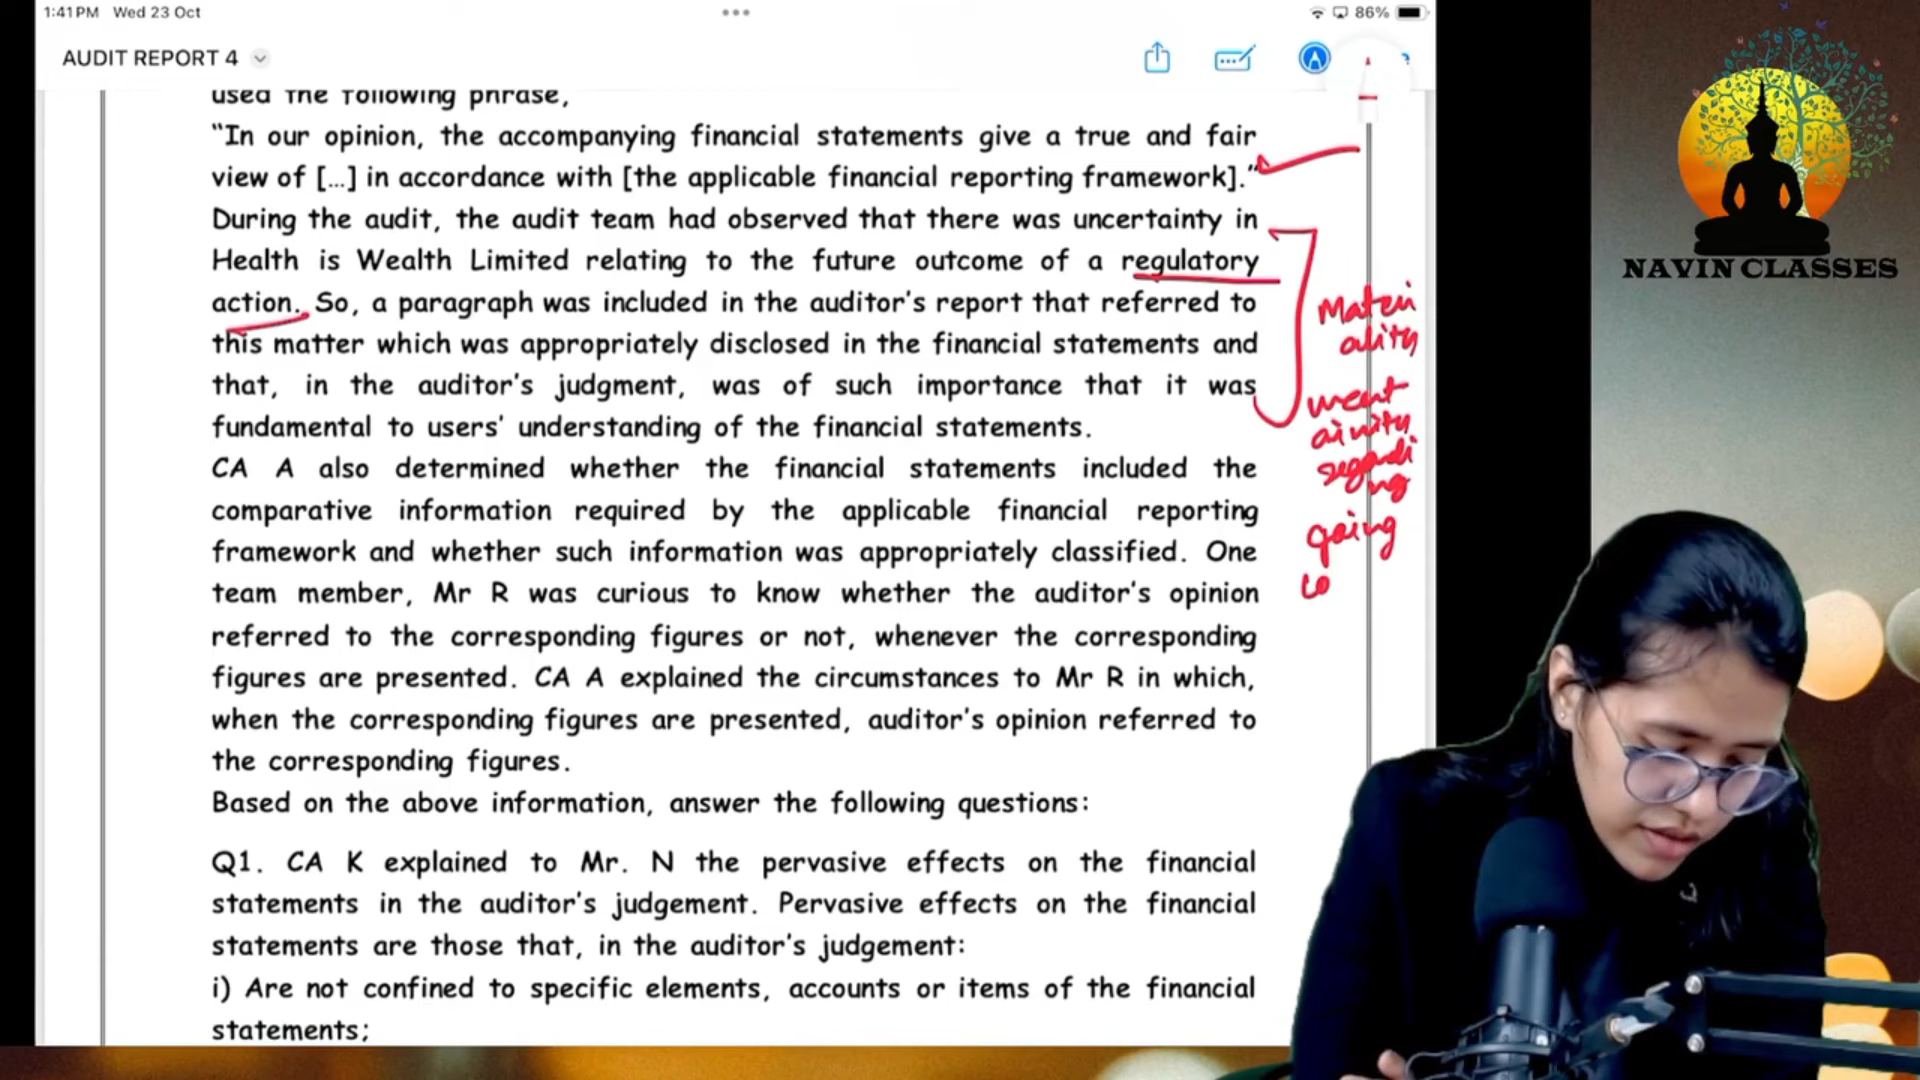 1:41 PM Wed 23 Oct
86%
AUDIT REPORT 4
used the following phrase,
"In our opinion, the accompanying financial statements give a true and fair
view of [...] in accordance with [the applicable financial reporting framework]."
During the audit, the audit team had observed that there was uncertainty in
Health is Wealth Limited relating to the future outcome of a regulatory
action. So, a paragraph was included in the auditor's report that referred to
this matter which was appropriately disclosed in the financial statements and
that, in the auditor's judgment, was of such importance that it was
fundamental to users' understanding of the financial statements.
CA A also determined whether the financial statements included the
comparative information required by the applicable financial reporting
framework and whether such information was appropriately classified. One
team member, Mr R was curious to know whether the auditor's opinion
referred to the corresponding figures or not, whenever the corresponding
figures are presented. CA A explained the circumstances to Mr R in which,
when the corresponding figures are presented, auditor's opinion referred to
the corresponding figures.
Based on the above information, answer the following questions:
Q1. CA K explained to Mr. N the pervasive effects on the financial
statements in the auditor's judgement. Pervasive effects on the financial
statements are those that, in the auditor's judgement:
i) Are not confined to specific elements, accounts or items of the financial
statements;
Materi
ality
going
co
NAVIN CLASSES